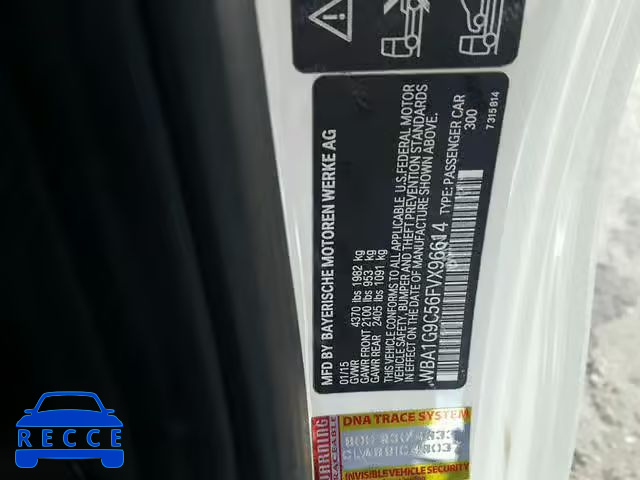 MFD BY BAYERISCHE MOTOREN WERKE AG
01/15
GVWR 4370 lbs 1982 kg
GAWR FRONT 2100 lbs 953 kg
GAWR REAR 2405 lbs 1091 kg
THIS VEHICLE CONFORMS TO ALL APPLICABLE U.S.FEDERAL MOTOR
VEHICLE SAFETY, BUMPER AND THEFT PREVENTION STANDARDS
IN EFFECT ON THE DATE OF MANUFACTURE SHOWN ABOVE.
WBA1G9C56FVX96614 TYPE: PASSENGER CAR
300
7 315 814
WARNING
TRACEABLE
DNA TRACE SYSTEM
INVISIBLE VEHICLE SECURITY
RECCE